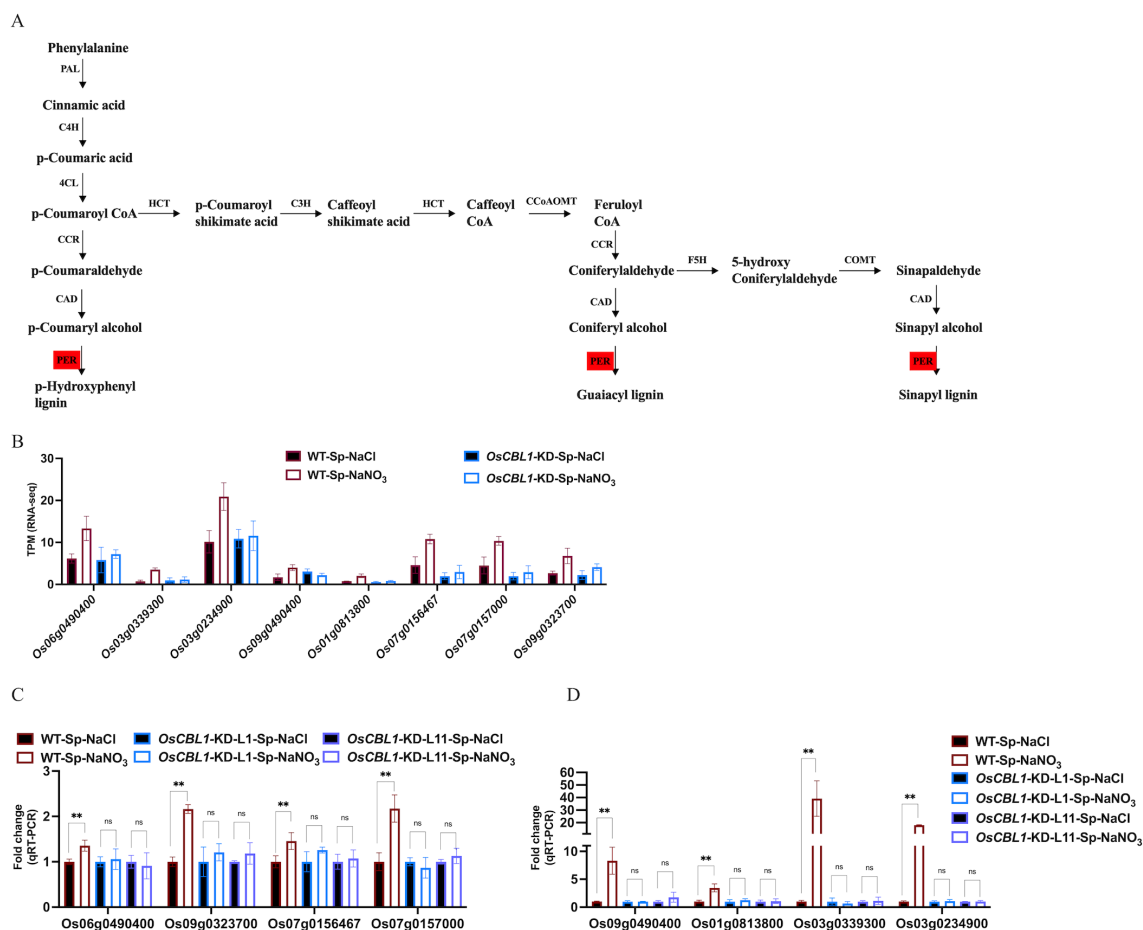 A
Phenylalanine
PAL
Cinnamic acid
C4H
p-Coumaric acid
4CL
p-Coumaroyl CoA
HCT
p-Coumaroyl
shikimate acid
C3H
Caffeoyl
shikimate acid
HCT
Caffeoyl
CoA
CCoAOMT
Feruloyl
CoA
CCR
p-Coumaraldehyde
CCR
Coniferylaldehyde
F5H
5-hydroxy
Coniferylaldehyde
COMT
Sinapaldehyde
CAD
p-Coumaryl alcohol
CAD
Coniferyl alcohol
CAD
Sinapyl alcohol
PER
p-Hydroxyphenyl
lignin
PER
Guaiacyl lignin
PER
Sinapyl lignin
B
WT-Sp-NaCl
WT-Sp-NaNO₃
OsCBL1-KD-Sp-NaCl
OsCBL1-KD-Sp-NaNO₃
TPM (RNA-seq)
30
20
10
0
Os06g0490400
Os03g0339300
Os03g0234900
Os09g0490400
Os01g0813800
Os07g0156467
Os07g0157000
Os09g0323700
C
WT-Sp-NaCl
OsCBL1-KD-L1-Sp-NaCl
OsCBL1-KD-L11-Sp-NaCl
WT-Sp-NaNO₃
OsCBL1-KD-L1-Sp-NaNO₃
OsCBL1-KD-L11-Sp-NaNO₃
Fold change
(qRT-PCR)
3
2
1
0
** ns ns
** ns ns
** ns ns
** ns ns
Os06g0490400
Os09g0323700
Os07g0156467
Os07g0157000
D
WT-Sp-NaCl
WT-Sp-NaNO₃
OsCBL1-KD-L1-Sp-NaCl
OsCBL1-KD-L1-Sp-NaNO₃
OsCBL1-KD-L11-Sp-NaCl
OsCBL1-KD-L11-Sp-NaNO₃
Fold change
(qRT-PCR)
60
50
40
30
20
10
5
0
** ns ns
** ns ns
** ns ns
** ns ns
Os09g0490400
Os01g0813800
Os03g0339300
Os03g0234900